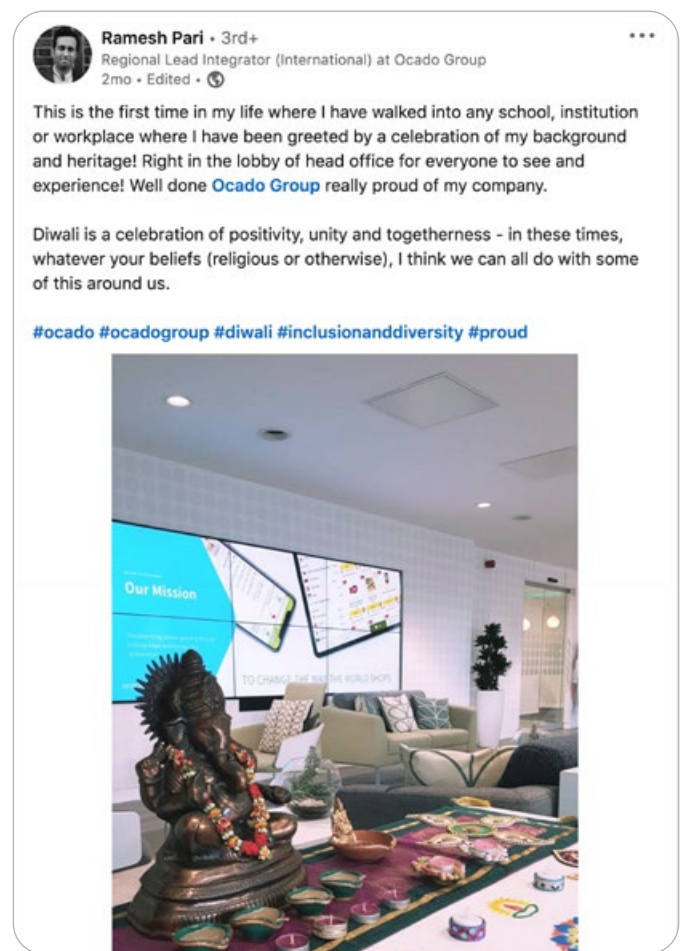 Ramesh Pari • 3rd+
Regional Lead Integrator (International) at Ocado Group
2mo • Edited •
This is the first time in my life where I have walked into any school, institution
or workplace where I have been greeted by a celebration of my background
and heritage! Right in the lobby of head office for everyone to see and
experience! Well done Ocado Group really proud of my company.
Diwali is a celebration of positivity, unity and togetherness - in these times,
whatever your beliefs (religious or otherwise), I think we can all do with some
of this around us.
#ocado #ocadogroup #diwali #inclusionanddiversity #proud
Our Mission
TO CHANGE THE WAY THE WORLD SHOPS